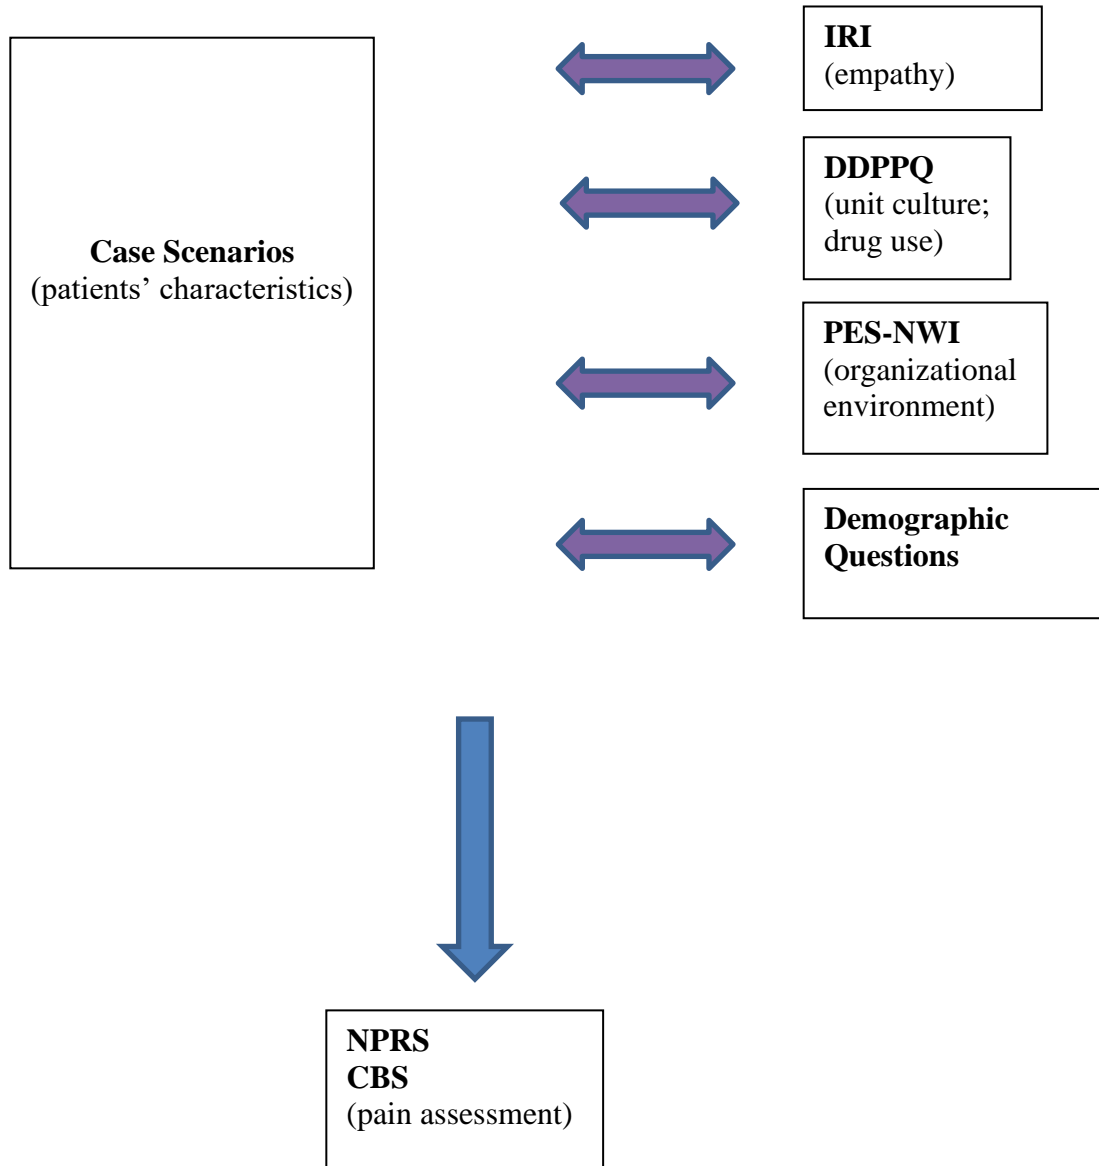 Case Scenarios
(patients’ characteristics)
IRI
(empathy)
DDPPQ
(unit culture;
drug use)
PES-NWI
(organizational
environment)
Demographic
Questions
NPRS
CBS
(pain assessment)